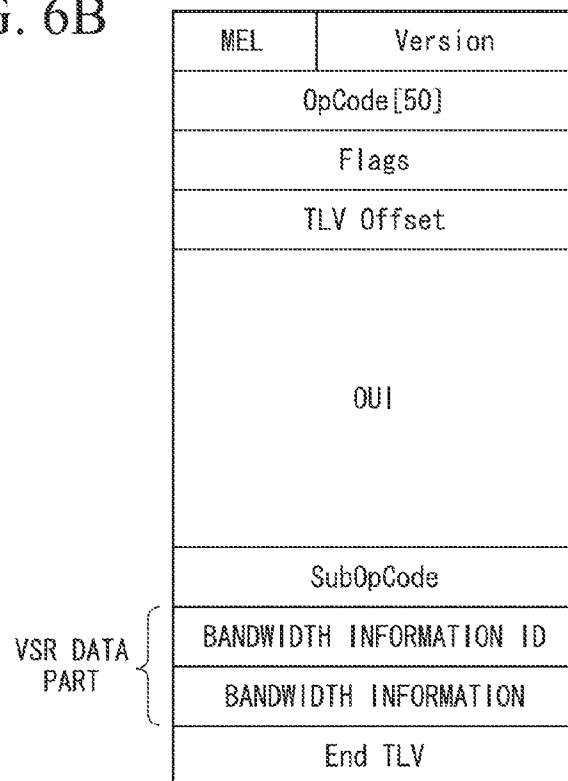 G. 6B
MEL Version
OpCode[50]
Flags
TLV Offset
OUI
SubOpCode
VSR DATA PART
BANDWIDTH INFORMATION ID
BANDWIDTH INFORMATION
End TLV